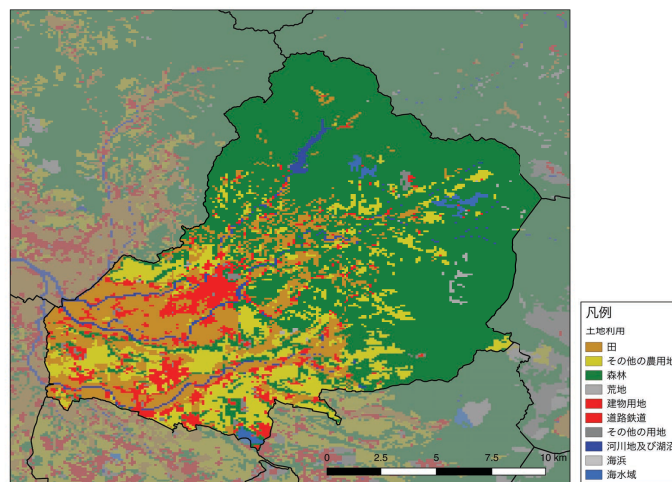 0 2.5 5 7.5 10 km
凡例
土地利用
田
その他の農用地
森林
荒地
建物用地
道路鉄道
その他の用地
河川地及び湖沼
海浜
海水域